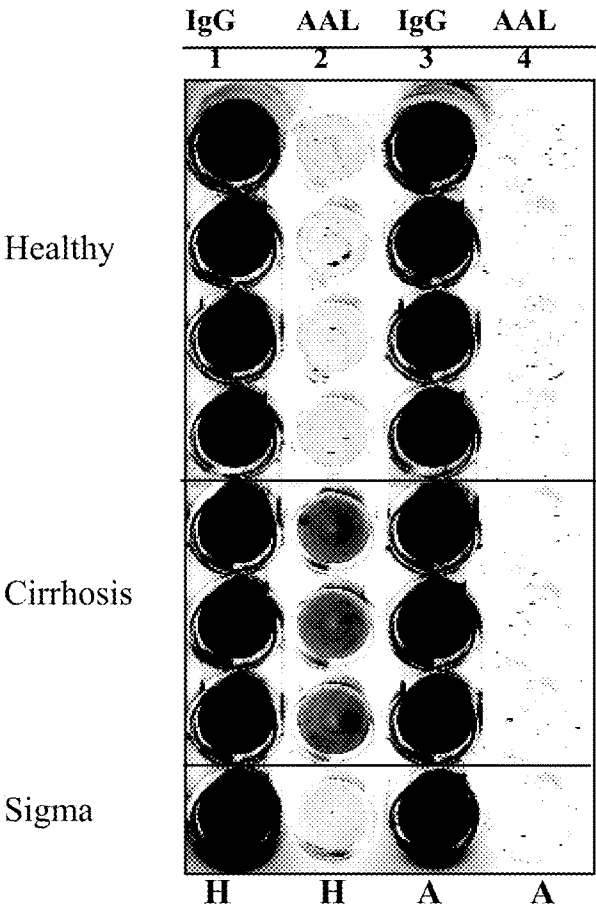 IgG AAL IgG AAL
1 2 3 4
Healthy
Cirrhosis
Sigma
H H A A